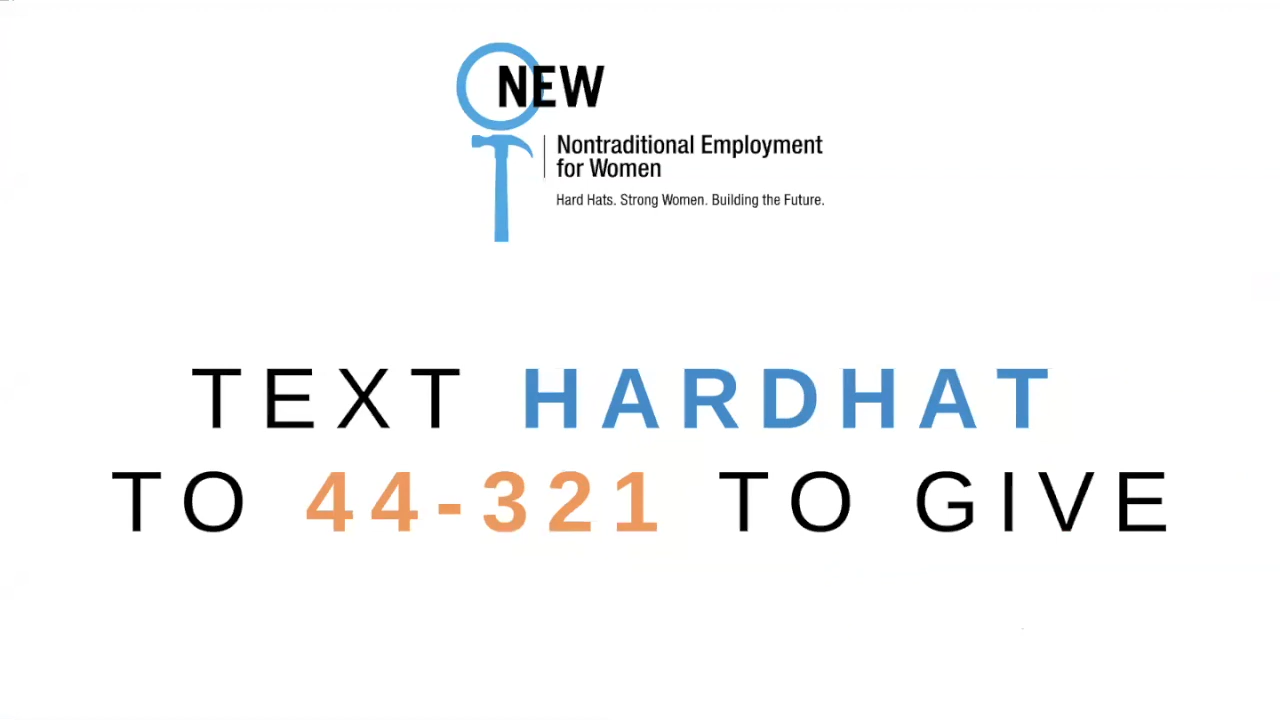 NEW
Nontraditional Employment
for Women
Hard Hats. Strong Women. Building the Future.
TEXT HARDHAT
TO 44-321 TO GIVE